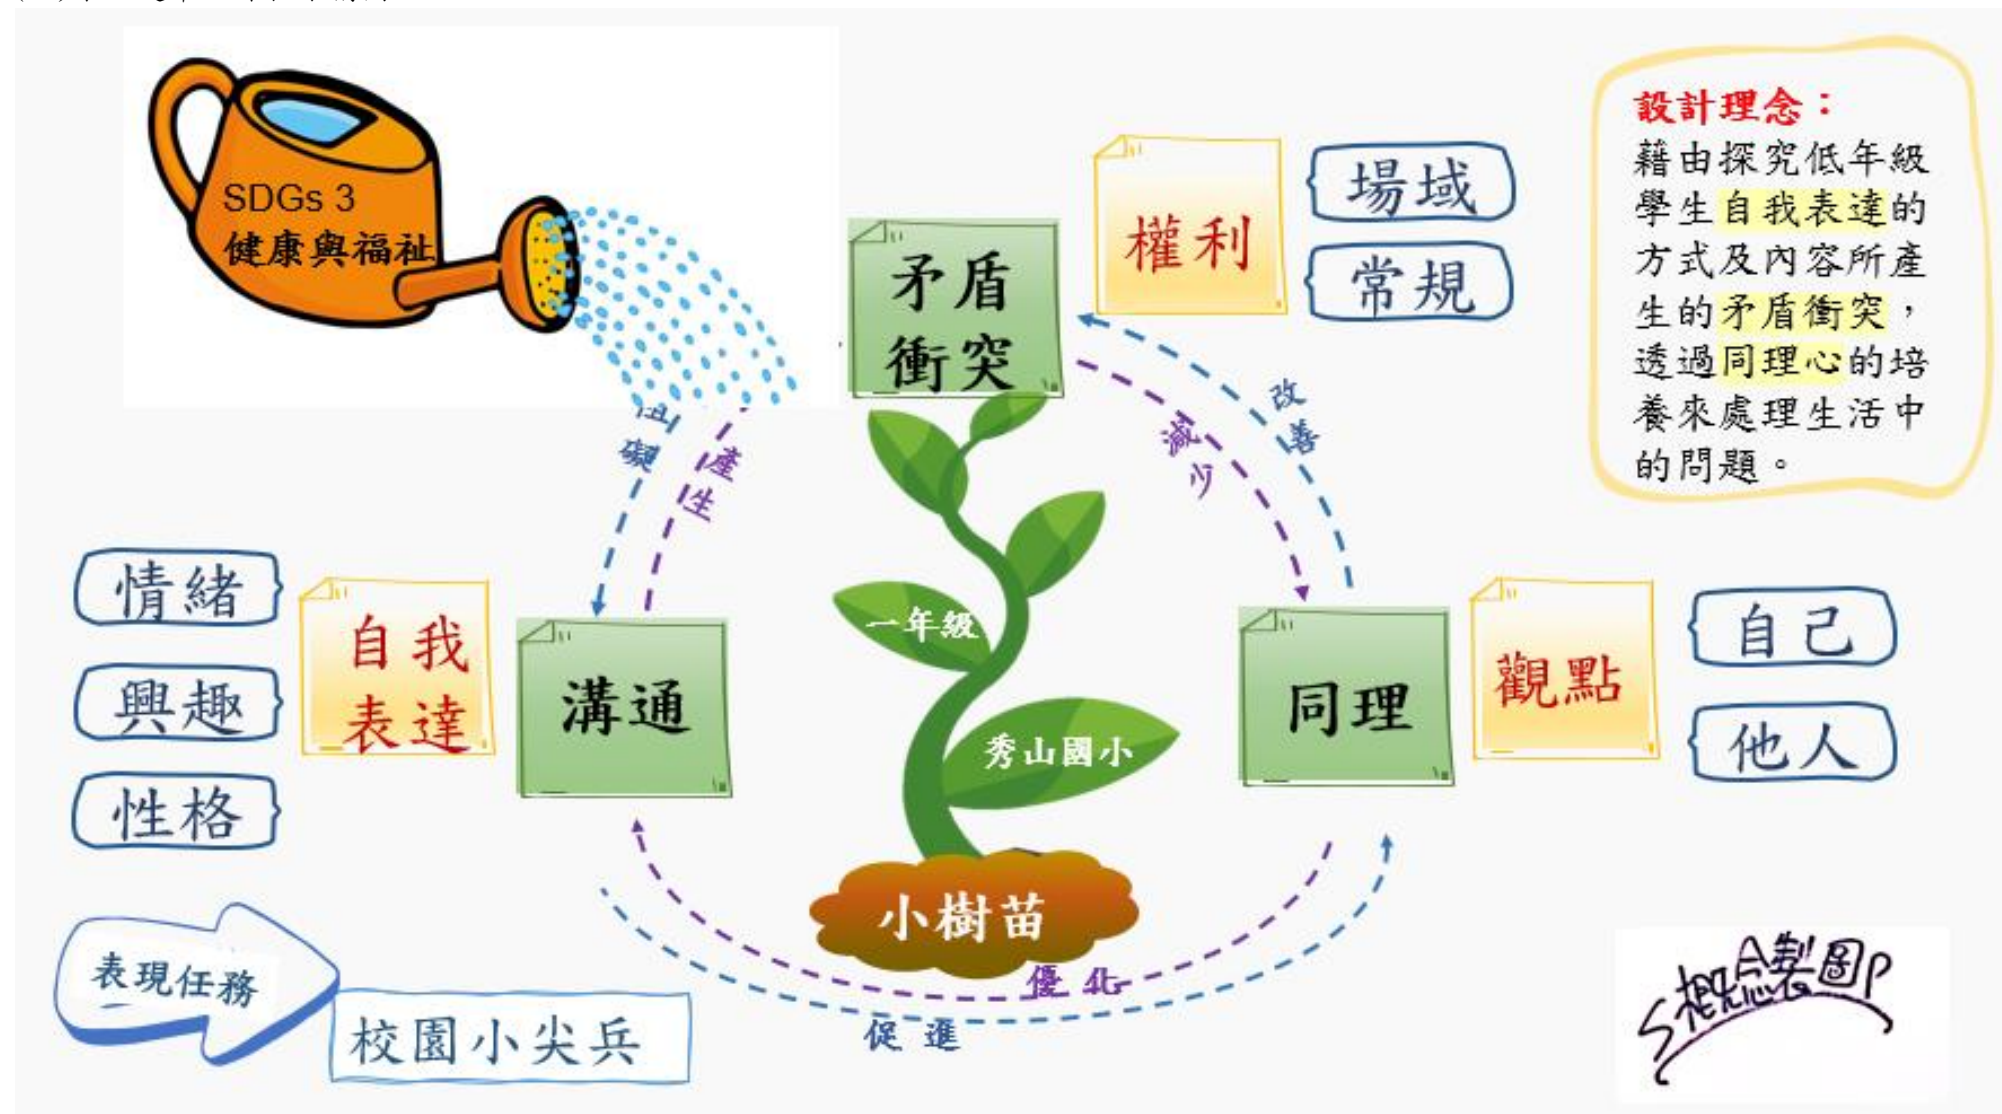 SDGs 3
健康與福祉
矛盾
衝突
權利
場域
常規
設計理念：
藉由探究低年級
學生自我表達的
方式及內容所產
生的矛盾衝突，
透過同理心的培
養來處理生活中
的問題。
礙
產生
減少
改善
情緒
興趣
性格
自我
表達
溝通
一年級
秀山國小
小樹苗
同理
觀點
自己
他人
優化
促進
表現任務
校園小尖兵
概念製圖